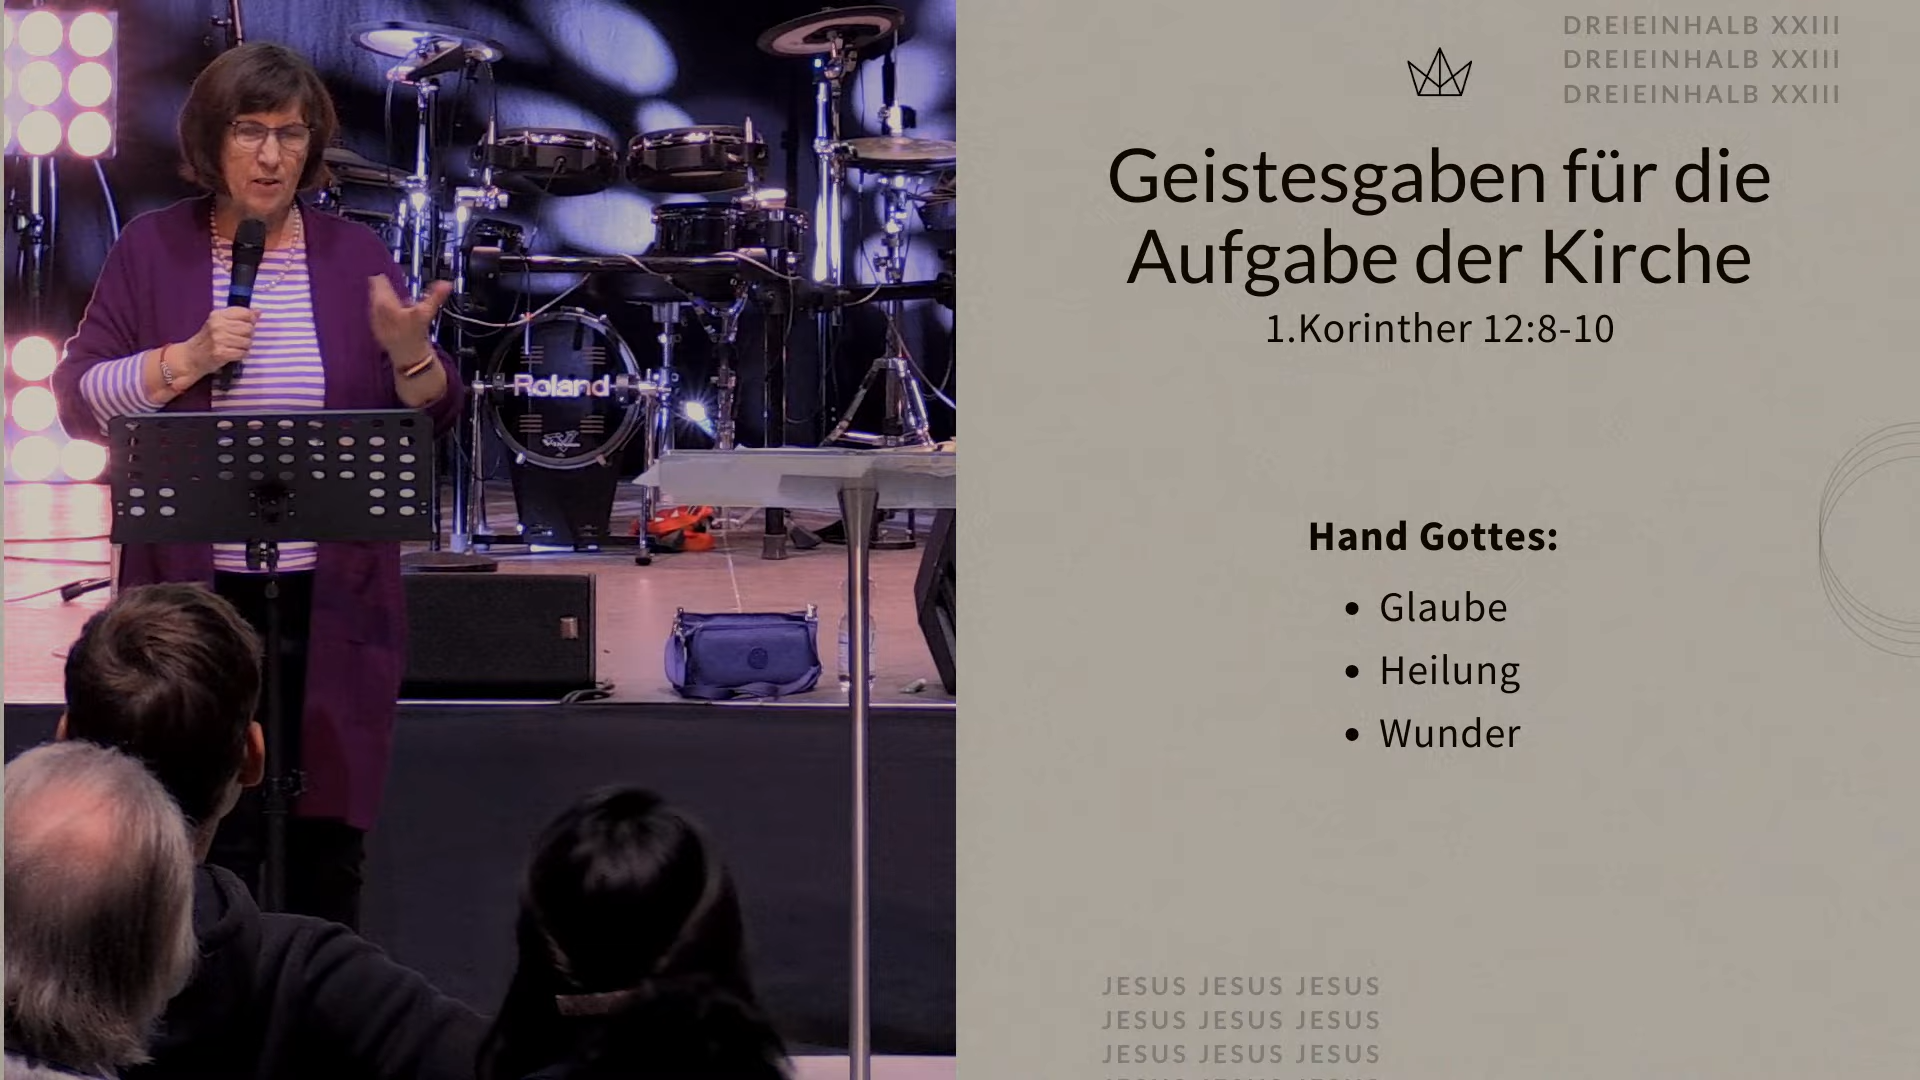 Roland
DREIEINHALB XXIII
DREIEINHALB XXIII
DREIEINHALB XXIII
Geistesgaben für die
Aufgabe der Kirche
1.Korinther 12:8-10
Hand Gottes:
• Glaube
• Heilung
• Wunder
JESUS JESUS JESUS
JESUS JESUS JESUS
JESUS JESUS JESUS